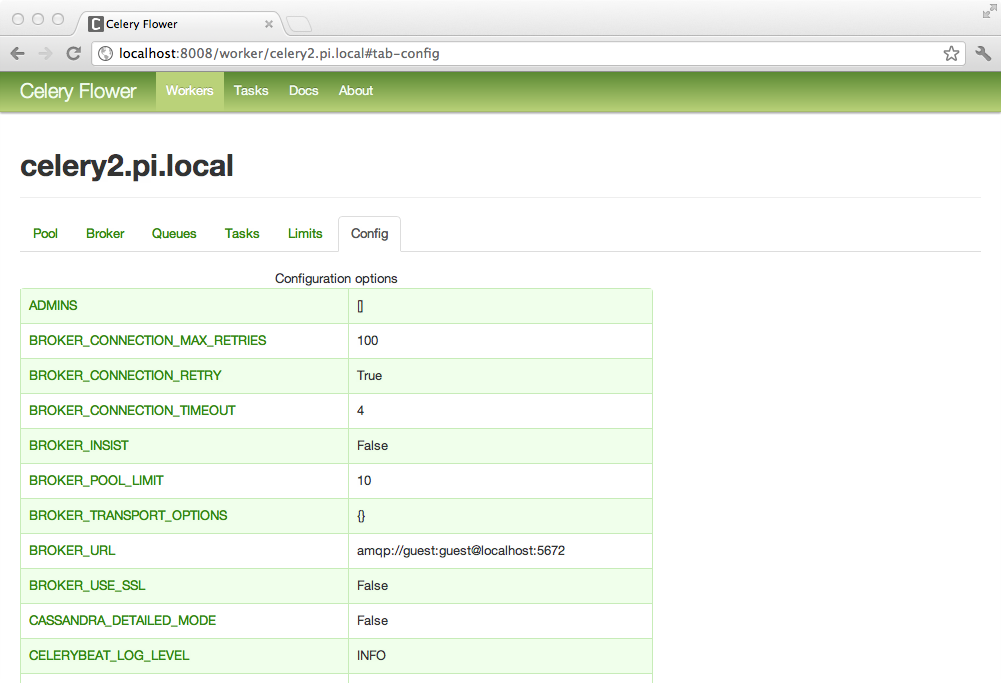 Celery Flower
localhost:8008/worker/celery2.pi.local#tab-config
Celery Flower Workers Tasks Docs About
celery2.pi.local
Pool Broker Queues Tasks Limits Config
Configuration options
ADMINS []
BROKER_CONNECTION_MAX_RETRIES 100
BROKER_CONNECTION_RETRY True
BROKER_CONNECTION_TIMEOUT 4
BROKER_INSIST False
BROKER_POOL_LIMIT 10
BROKER_TRANSPORT_OPTIONS {}
BROKER_URL amqp://guest:guest@localhost:5672
BROKER_USE_SSL False
CASSANDRA_DETAILED_MODE False
CELERYBEAT_LOG_LEVEL INFO